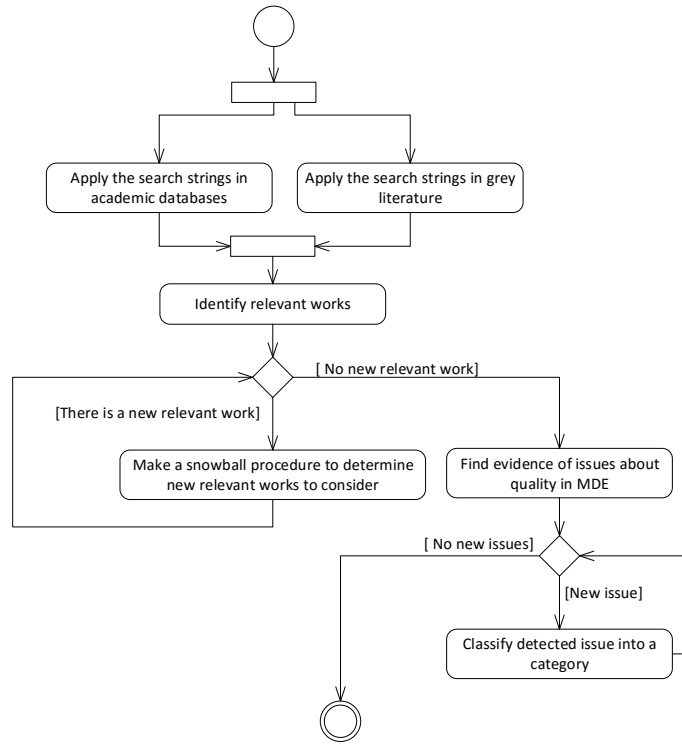 Apply the search strings in
academic databases
Apply the search strings in grey
literature
Identify relevant works
[ No new relevant work]
[There is a new relevant work]
Make a snowball procedure to determine
new relevant works to consider
Find evidence of issues about
quality in MDE
[ No new issues]
[New issue]
Classify detected issue into a
category